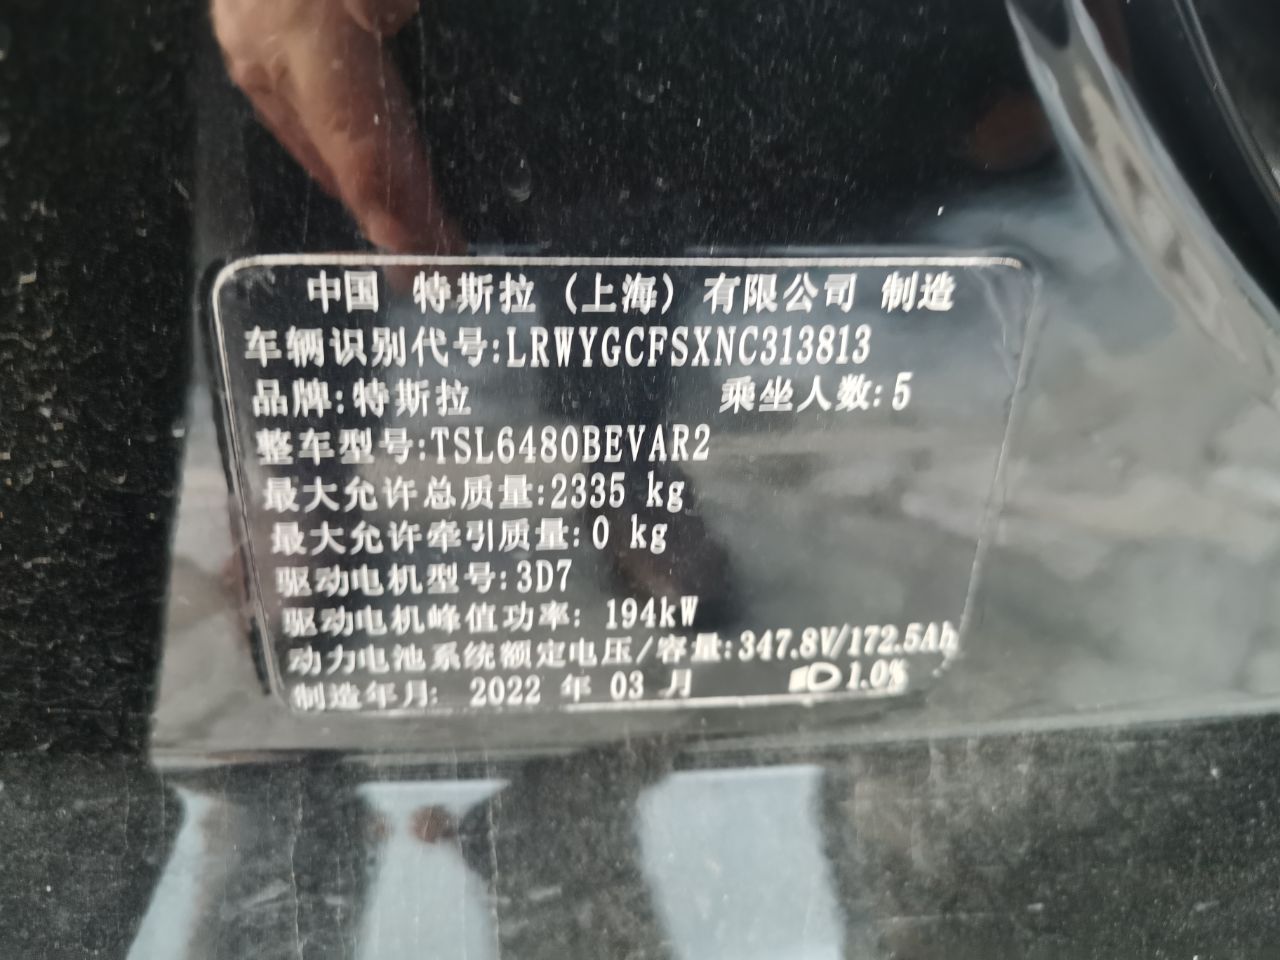 中国 特斯拉（上海）有限公司 制造
车辆识别代号:LRWYGCFSXNC313813
品牌:特斯拉 乘坐人数:5
整车型号:TSL6480BEVAR2
最大允许总质量:2335 kg
最大允许牵引质量:0 kg
驱动电机型号:3D7
驱动电机峰值功率: 194kW
动力电池系统额定电压/容量:347.8V/172.5Ah
制造年月: 2022 年 03 月 1.0%